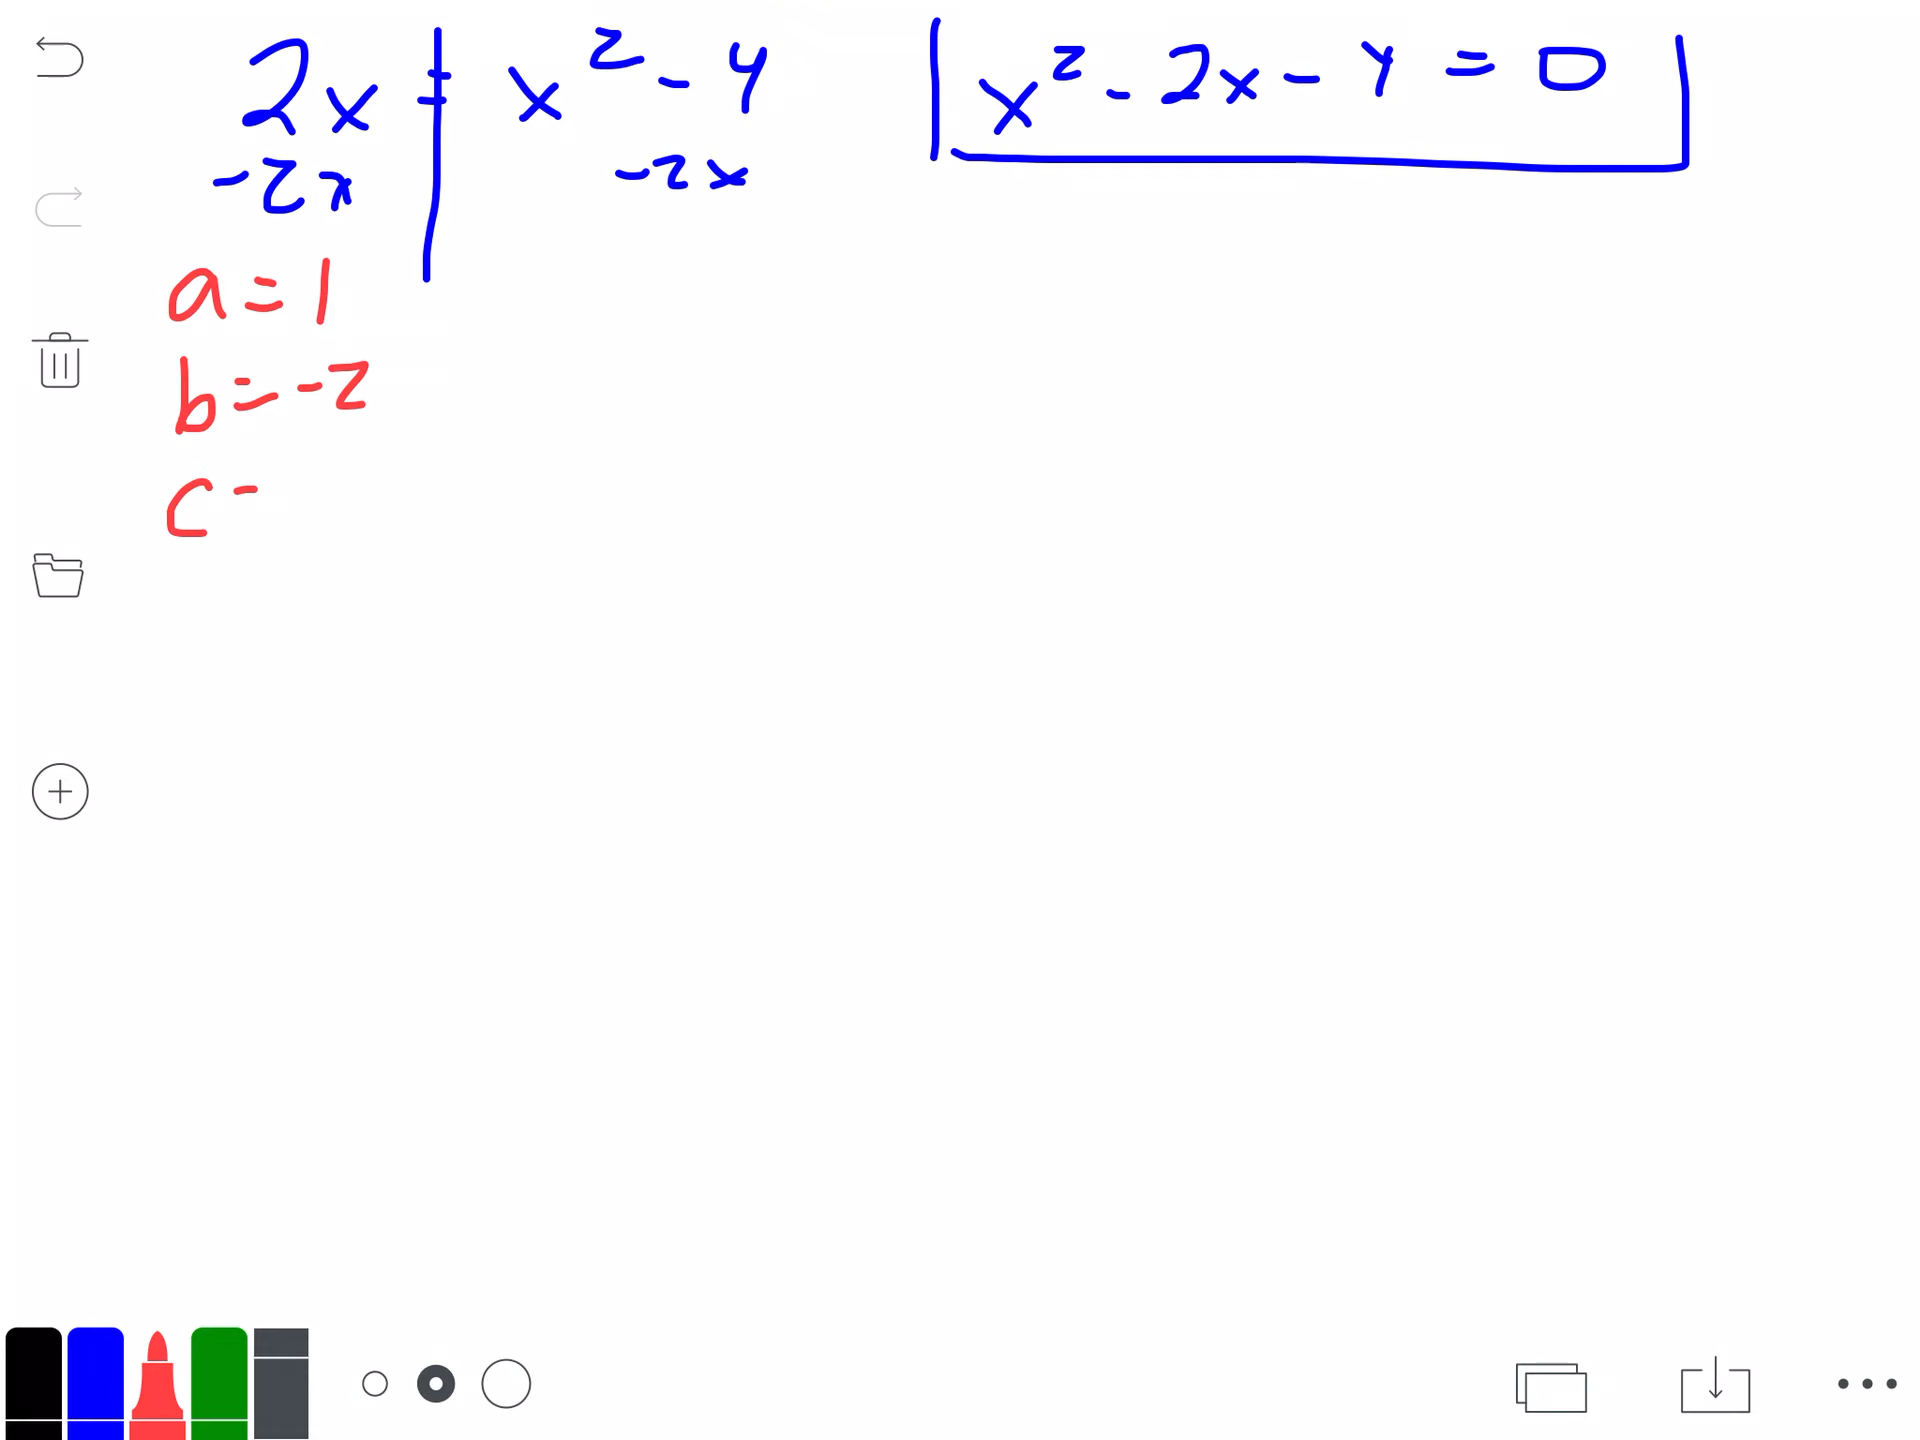 2x = x² - 4
x² - 2x - 4 = 0
-2x -2x
a = 1
b = -2
c -